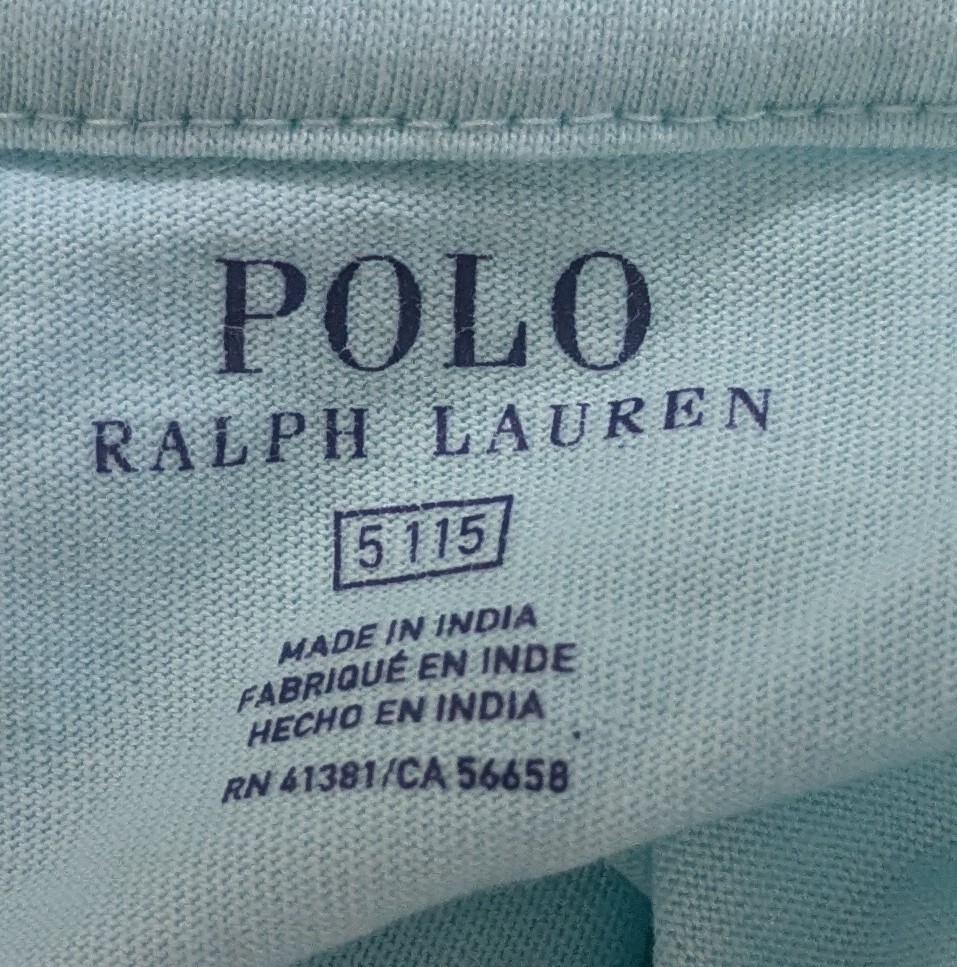 POLO
RALPH LAUREN
5 115
MADE IN INDIA
FABRIQUÉ EN INDE
HECHO EN INDIA
RN 41381/CA 56658